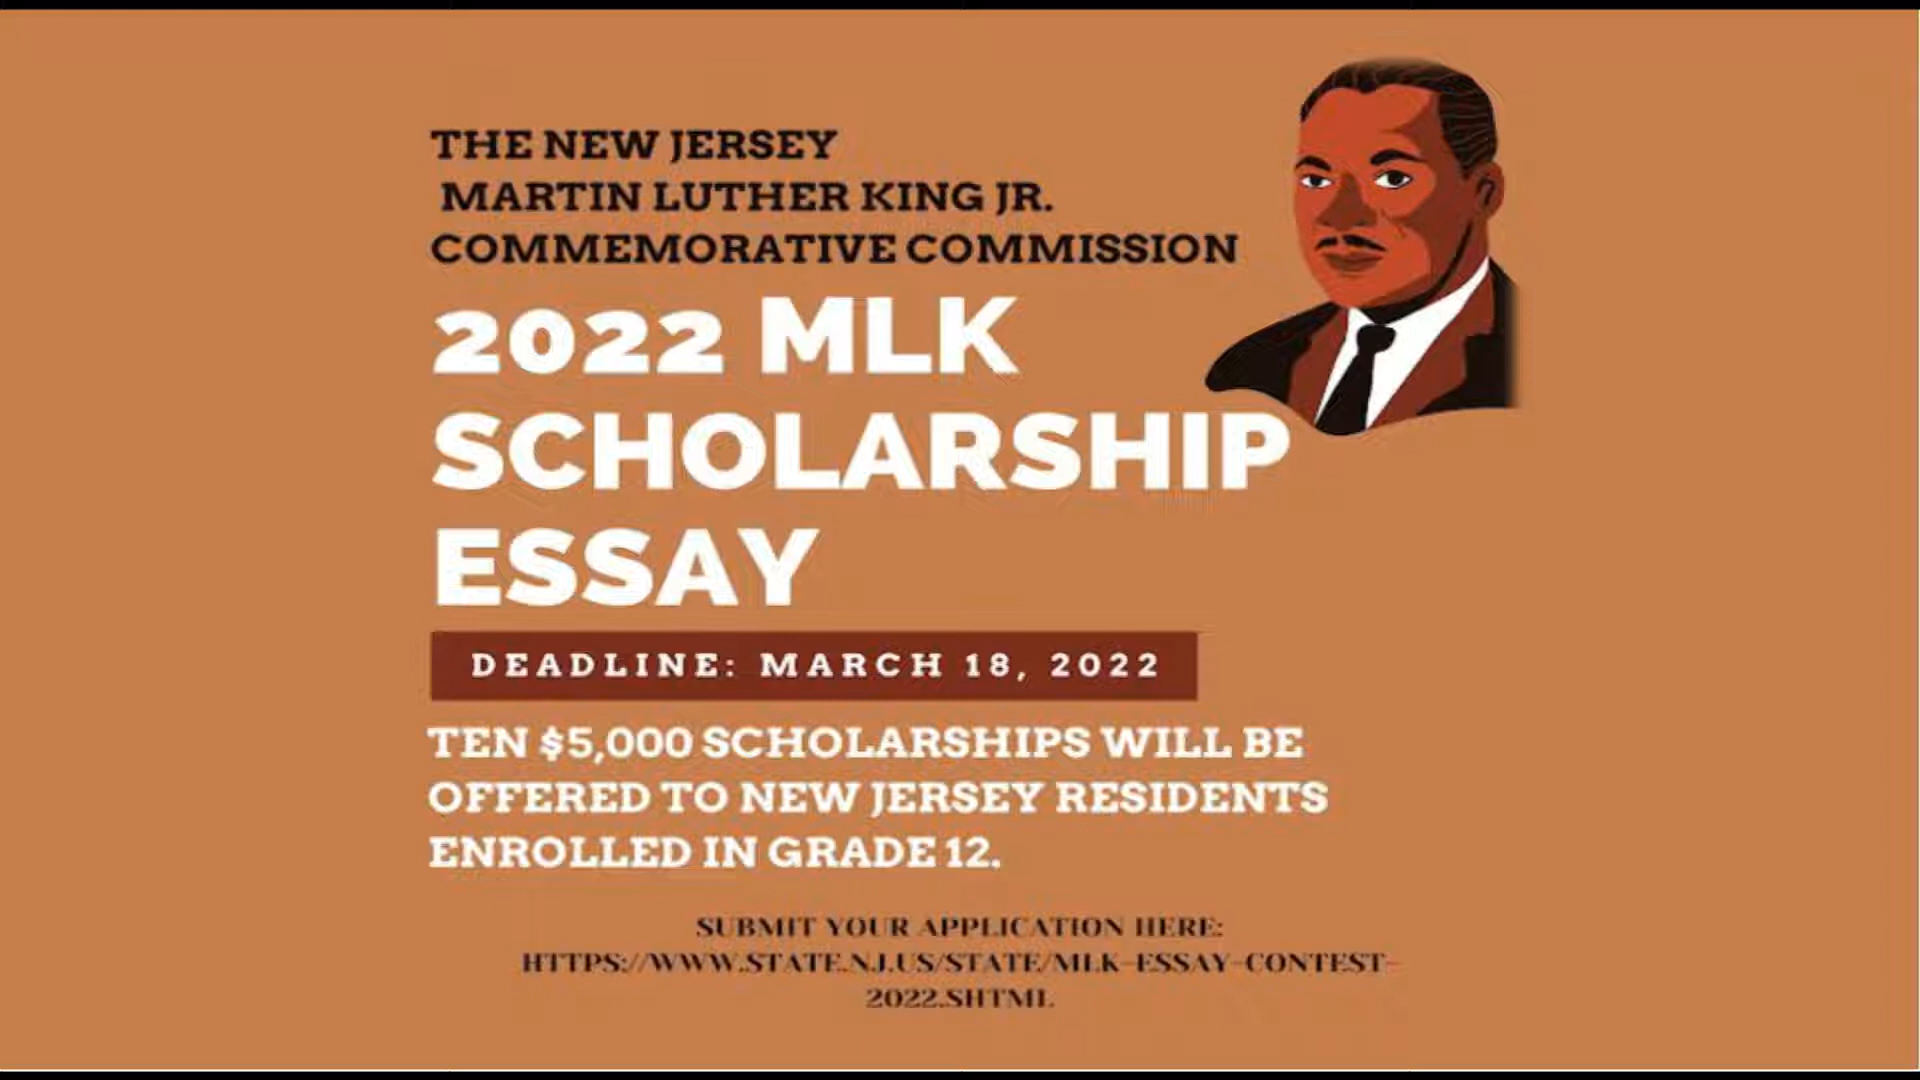 THE NEW JERSEY
MARTIN LUTHER KING JR.
COMMEMORATIVE COMMISSION
2022 MLK
SCHOLARSHIP
ESSAY
DEADLINE: MARCH 18, 2022
TEN $5,000 SCHOLARSHIPS WILL BE
OFFERED TO NEW JERSEY RESIDENTS
ENROLLED IN GRADE 12.
SUBMIT YOUR APPLICATION HERE:
HTTPS://WWW.STATE.NJ.US/STATE/MLK-ESSAY-CONTEST-
2022.SHTML